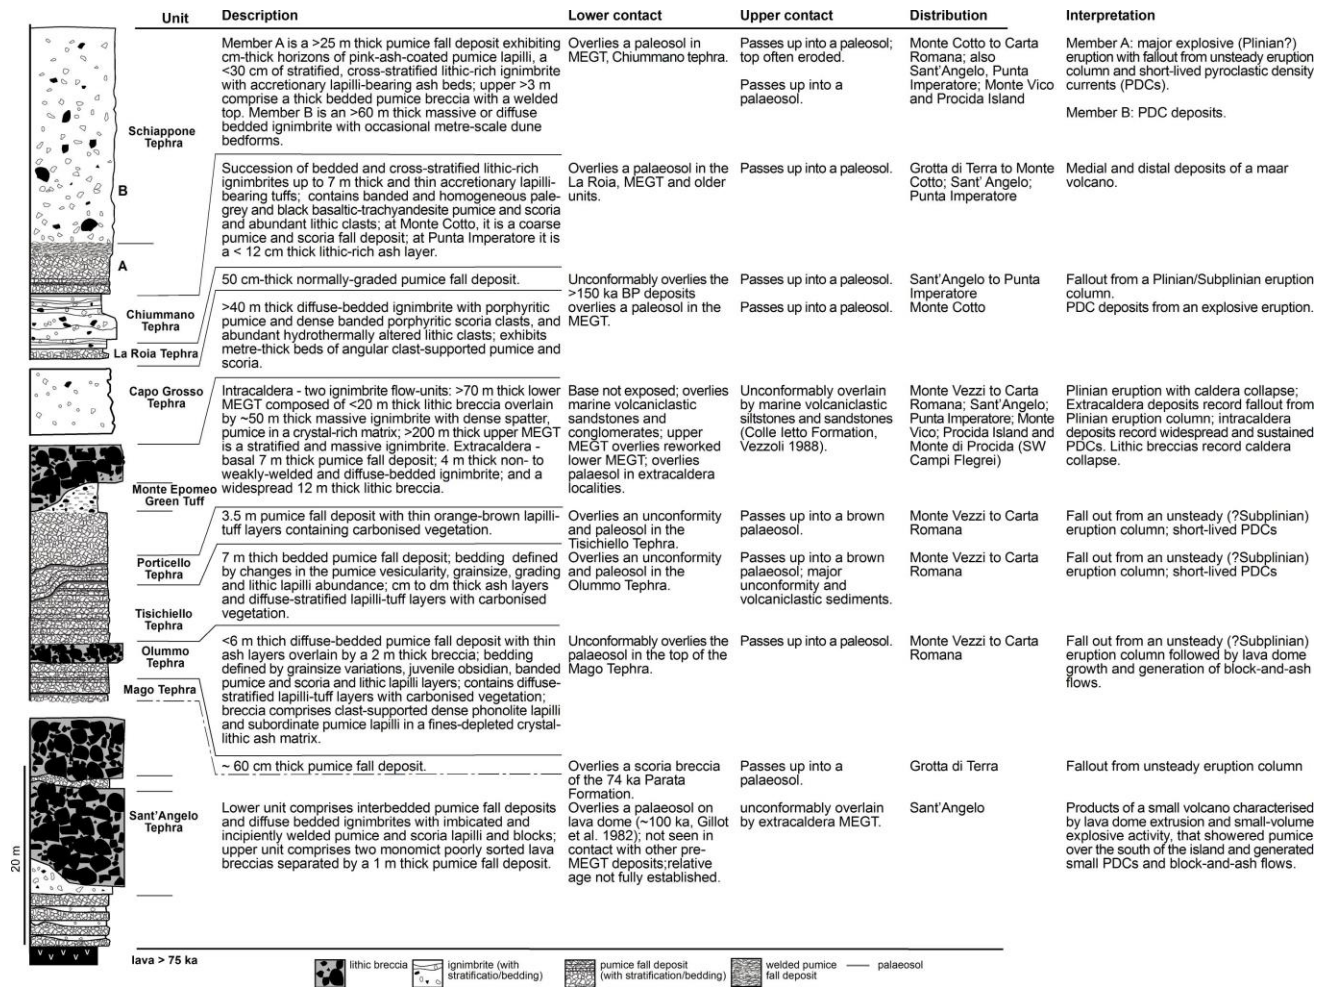 Unit
Description
Lower contact
Upper contact
Distribution
Interpretation
Schiappone
Tephra
B
A
Member A is a >25 m thick pumice fall deposit exhibiting
cm-thick horizons of pink-ash-coated pumice lapilli, a
<30 cm of stratified, cross-stratified lithic-rich ignimbrite
with accretionary lapilli-bearing ash beds; upper >3 m
comprise a thick bedded pumice breccia with a welded
top. Member B is an >60 m thick massive or diffuse
bedded ignimbrite with occasional metre-scale dune
bedforms.
Overlies a paleosol in
MEGT, Chiummano tephra.
Passes up into a paleosol;
top often eroded.
Passes up into a
palaeosol.
Monte Cotto to Carta
Romana; also
Sant'Angelo, Punta
Imperatore; Monte Vico
and Procida Island
Member A: major explosive (Plinian?)
eruption with fallout from unsteady eruption
column and short-lived pyroclastic density
currents (PDCs).
Member B: PDC deposits.
Chiummano
Tephra
Succession of bedded and cross-stratified lithic-rich
ignimbrites up to 7 m thick and thin accretionary lapilli-
bearing tuffs; contains banded and homogeneous pale-
grey and black basaltic-trachyandesite pumice and scoria
and abundant lithic clasts; at Monte Cotto, it is a coarse
pumice and scoria fall deposit; at Punta Imperatore it is
a < 12 cm thick lithic-rich ash layer.
Overlies a palaeosol in the
La Roia, MEGT and older
units.
Passes up into a paleosol.
Grotta di Terra to Monte
Cotto; Sant' Angelo;
Punta Imperatore
Medial and distal deposits of a maar
volcano.
La Roia Tephra
50 cm-thick normally-graded pumice fall deposit.
Unconformably overlies the
>150 ka BP deposits
Passes up into a paleosol.
Sant'Angelo to Punta
Imperatore
Fallout from a Plinian/Subplinian eruption
column.
Capo Grosso
Tephra
>40 m thick diffuse-bedded ignimbrite with porphyritic
pumice and dense banded porphyritic scoria clasts, and
abundant hydrothermally altered lithic clasts; exhibits
metre-thick beds of angular clast-supported pumice and
scoria.
overlies a paleosol in the
MEGT.
Passes up into a paleosol.
Monte Cotto
PDC deposits from an explosive eruption.
Monte Epomeo
Green Tuff
Intracaldera - two ignimbrite flow-units: >70 m thick lower
MEGT composed of <20 m thick lithic breccia overlain
by ~50 m thick massive ignimbrite with dense spatter,
pumice in a crystal-rich matrix; >200 m thick upper MEGT
is a stratified and massive ignimbrite. Extracaldera -
basal 7 m thick pumice fall deposit; 4 m thick non- to
weakly-welded and diffuse-bedded ignimbrite; and a
widespread 12 m thick lithic breccia.
Base not exposed; overlies
marine volcaniclastic
sandstones and
conglomerates; upper
MEGT overlies reworked
lower MEGT; overlies
palaesol in extracaldera
localities.
Unconformably overlain
by marine volcaniclastic
siltstones and sandstones
(Colle Ietto Formation,
Vezzoli 1988).
Monte Vezzi to Carta
Romana; Sant'Angelo;
Punta Imperatore; Monte
Vico; Procida Island and
Monte di Procida (SW
Campi Flegrei)
Plinian eruption with caldera collapse;
Extracaldera deposits record fallout from
Plinian eruption column; intracaldera
deposits record widespread and sustained
PDCs. Lithic breccias record caldera
collapse.
Porticello
Tephra
3.5 m pumice fall deposit with thin orange-brown lapilli-
tuff layers containing carbonised vegetation.
Overlies an unconformity
and paleosol in the
Tisichiello Tephra.
Passes up into a brown
palaeosol.
Monte Vezzi to Carta
Romana
Fall out from an unsteady (?Subplinian)
eruption column; short-lived PDCs
Tisichiello
Tephra
7 m thich bedded pumice fall deposit; bedding defined
by changes in the pumice vesicularity, grainsize, grading
and lithic lapilli abundance; cm to dm thick ash layers
and diffuse-stratified lapilli-tuff layers with carbonised
vegetation.
Overlies an unconformity
and paleosol in the
Olummo Tephra.
Passes up into a brown
palaeosol; major
unconformity and
volcaniclastic sediments.
Monte Vezzi to Carta
Romana
Fall out from an unsteady (?Subplinian)
eruption column; short-lived PDCs
Olummo
Tephra
<6 m thich diffuse-bedded pumice fall deposit with thin
ash layers overlain by a 2 m thick breccia; bedding
defined by grainsize variations, juvenile obsidian, banded
pumice and scoria and lithic lapilli layers; contains diffuse-
stratified lapilli-tuff layers with carbonised vegetation;
breccia comprises clast-supported dense phonolite lapilli
and subordinate pumice lapilli in a fines-depleted crystal-
lithic ash matrix.
Unconformably overlies the
palaeosol in the top of the
Mago Tephra.
Passes up into a paleosol.
Monte Vezzi to Carta
Romana
Fall out from an unsteady (?Subplinian)
eruption column followed by lava dome
growth and generation of block-and-ash
flows.
Mago Tephra
~ 60 cm thick pumice fall deposit.
Overlies a scoria breccia
of the 74 ka Parata
Formation.
Passes up into a
palaeosol.
Grotta di Terra
Fallout from unsteady eruption column
Sant'Angelo
Tephra
Lower unit comprises interbedded pumice fall deposits
and diffuse bedded ignimbrites with imbicated and
incipiently welded pumice and scoria lapilli and blocks;
upper unit comprises two monomict poorly sorted lava
breccias separated by a 1 m thick pumice fall deposit.
Overlies a palaeosol on
lava dome (~100 ka, Gillot
et al. 1982); not seen in
contact with other pre-
MEGT deposits;relative
age not fully established.
unconformably overlain
by extracaldera MEGT.
Sant'Angelo
Products of a small volcano characterised
by lava dome extrusion and small-volume
explosive activity, that showered pumice
over the south of the island and generated
small PDCs and block-and-ash flows.
20 m
v v v v
lava > 75 ka
lithic breccia
ignimbrite (with
stratificatio/bedding)
pumice fall deposit
(with stratification/bedding)
welded pumice
fall deposit
palaeosol